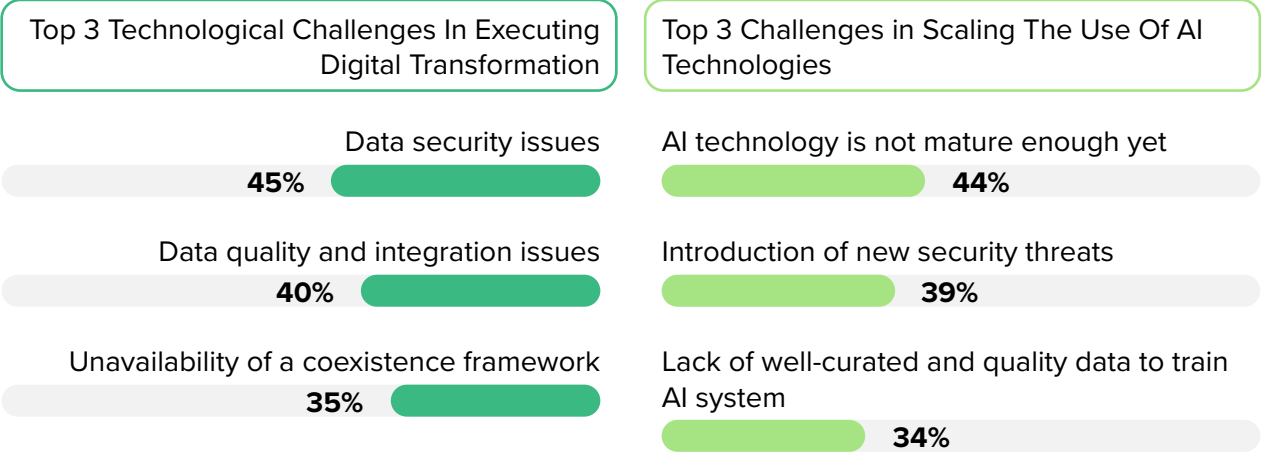 Top 3 Technological Challenges In Executing
Digital Transformation
Data security issues
45%
Data quality and integration issues
40%
Unavailability of a coexistence framework
35%
Top 3 Challenges in Scaling The Use Of AI
Technologies
AI technology is not mature enough yet
44%
Introduction of new security threats
39%
Lack of well-curated and quality data to train
AI system
34%